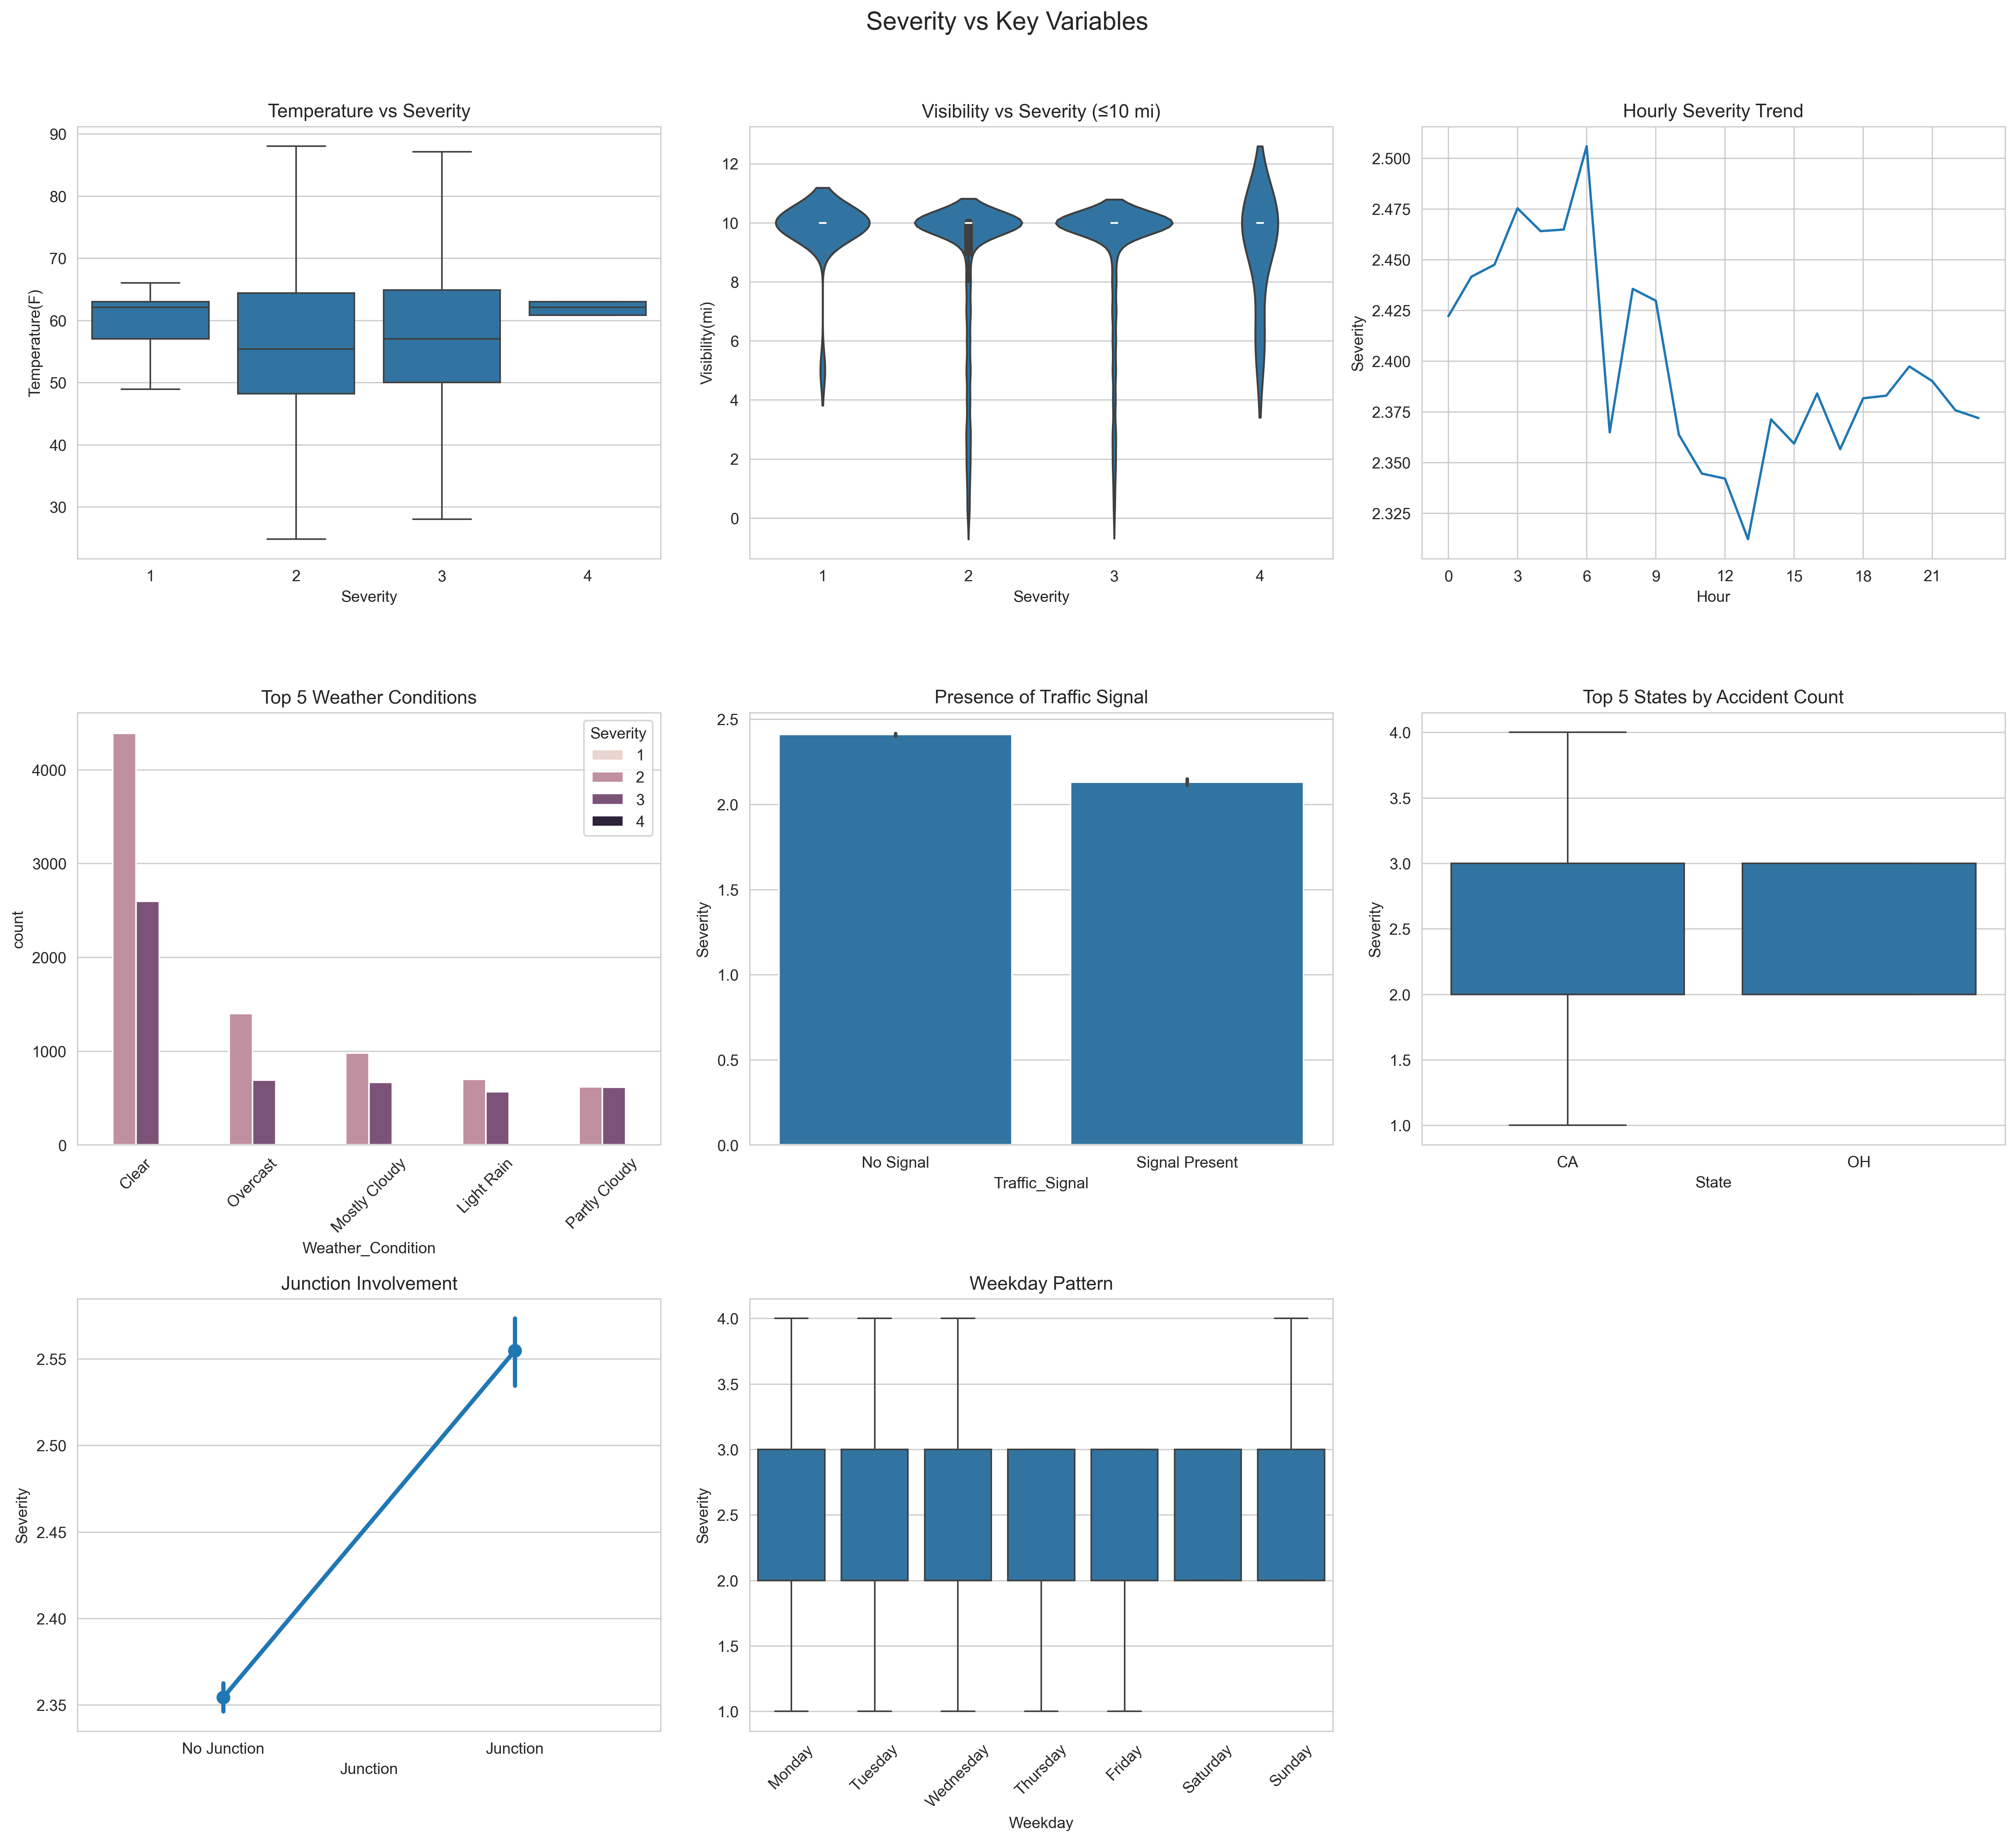 Severity vs Key Variables
Temperature vs Severity
90
80
70
60
50
40
30
Temperature(F)
1 2 3 4
Severity
Visibility vs Severity (≤10 mi)
12
10
8
6
4
2
0
Visibility(mi)
1 2 3 4
Severity
Hourly Severity Trend
2.500
2.475
2.450
2.425
2.400
2.375
2.350
2.325
Severity
0 3 6 9 12 15 18 21
Hour
Top 5 Weather Conditions
4000
3000
2000
1000
0
count
Severity
1
2
3
4
Clear
Overcast
Mostly Cloudy
Light Rain
Partly Cloudy
Weather_Condition
Presence of Traffic Signal
2.5
2.0
1.5
1.0
0.5
0.0
Severity
No Signal Signal Present
Traffic_Signal
Top 5 States by Accident Count
4.0
3.5
3.0
2.5
2.0
1.5
1.0
Severity
CA OH
State
Junction Involvement
2.55
2.50
2.45
2.40
2.35
Severity
No Junction Junction
Junction
Weekday Pattern
4.0
3.5
3.0
2.5
2.0
1.5
1.0
Severity
Monday
Tuesday
Wednesday
Thursday
Friday
Saturday
Sunday
Weekday